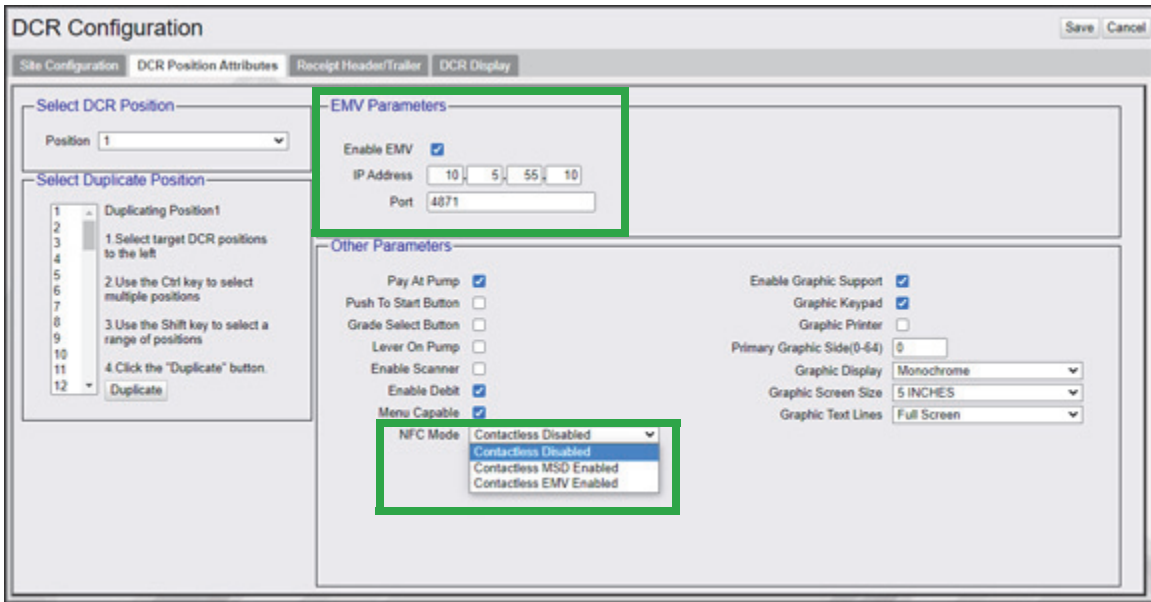 DCR Configuration
Save Cancel
Site Configuration DCR Position Attributes Receipt Header/Trailer DCR Display
Select DCR Position
Position 1
Select Duplicate Position
1
2
3
4
5
6
7
8
9
10
11
12
Duplicating Position1
1.Select target DCR positions
to the left
2.Use the Ctrl key to select
multiple positions
3.Use the Shift key to select a
range of positions
4.Click the "Duplicate" button.
Duplicate
EMV Parameters
Enable EMV
IP Address 10. 5. 55. 10
Port 4871
Other Parameters
Pay At Pump
Push To Start Button
Grade Select Button
Lever On Pump
Enable Scanner
Enable Debit
Menu Capable
NFC Mode Contactless Disabled
Contactless Disabled
Contactless MSD Enabled
Contactless EMV Enabled
Enable Graphic Support
Graphic Keypad
Graphic Printer
Primary Graphic Side(0-64) 0
Graphic Display Monochrome
Graphic Screen Size 5 INCHES
Graphic Text Lines Full Screen